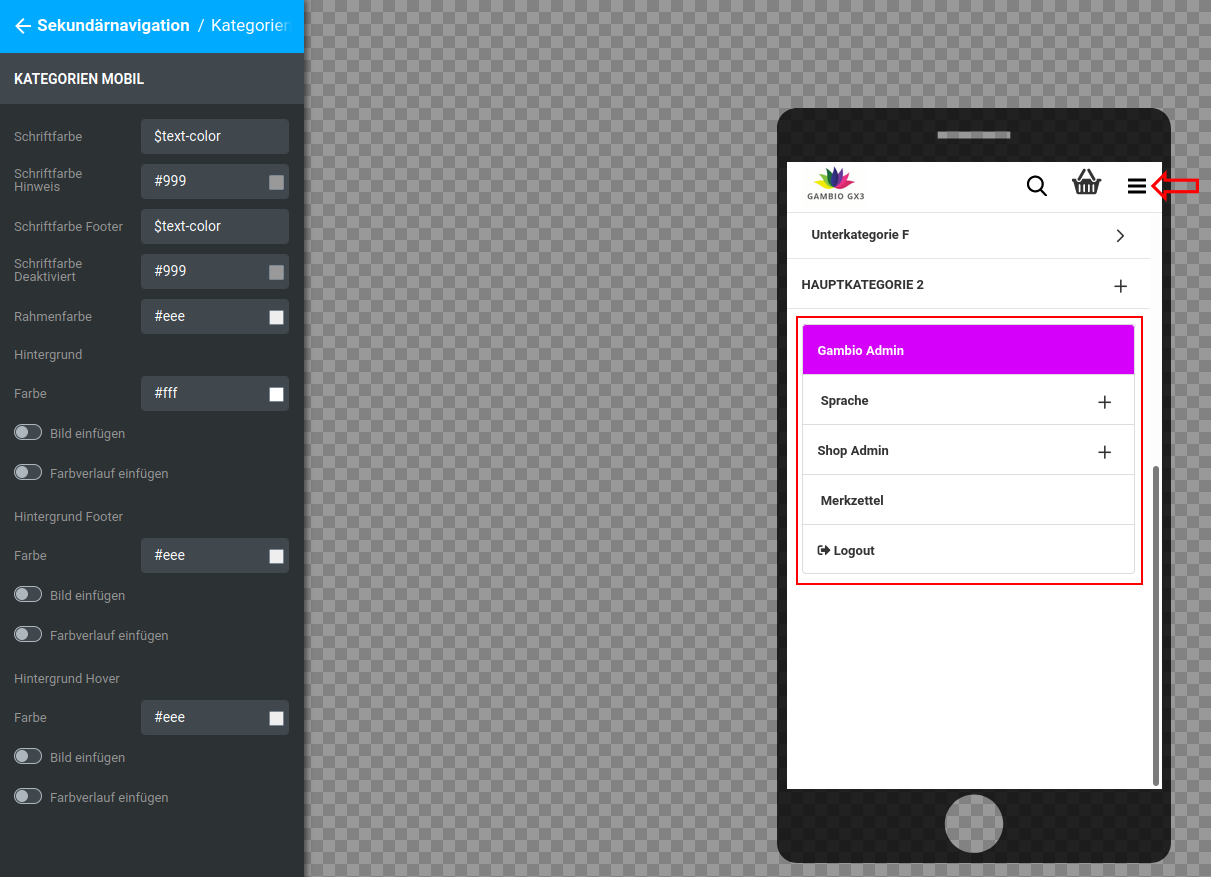 Sekundärnavigation / Kategorien
KATEGORIEN MOBIL
Schriftfarbe
$text-color
Schriftfarbe
Hinweis
#999
Schriftfarbe Footer
$text-color
Schriftfarbe
Deaktiviert
#999
Rahmenfarbe
#eee
Hintergrund
Farbe
#fff
Bild einfügen
Farbverlauf einfügen
Hintergrund Footer
Farbe
#eee
Bild einfügen
Farbverlauf einfügen
Hintergrund Hover
Farbe
#eee
Bild einfügen
Farbverlauf einfügen
GAMBIO GX3
Unterkategorie F
HAUPTKATEGORIE 2
Gambio Admin
Sprache
Shop Admin
Merkzettel
Logout